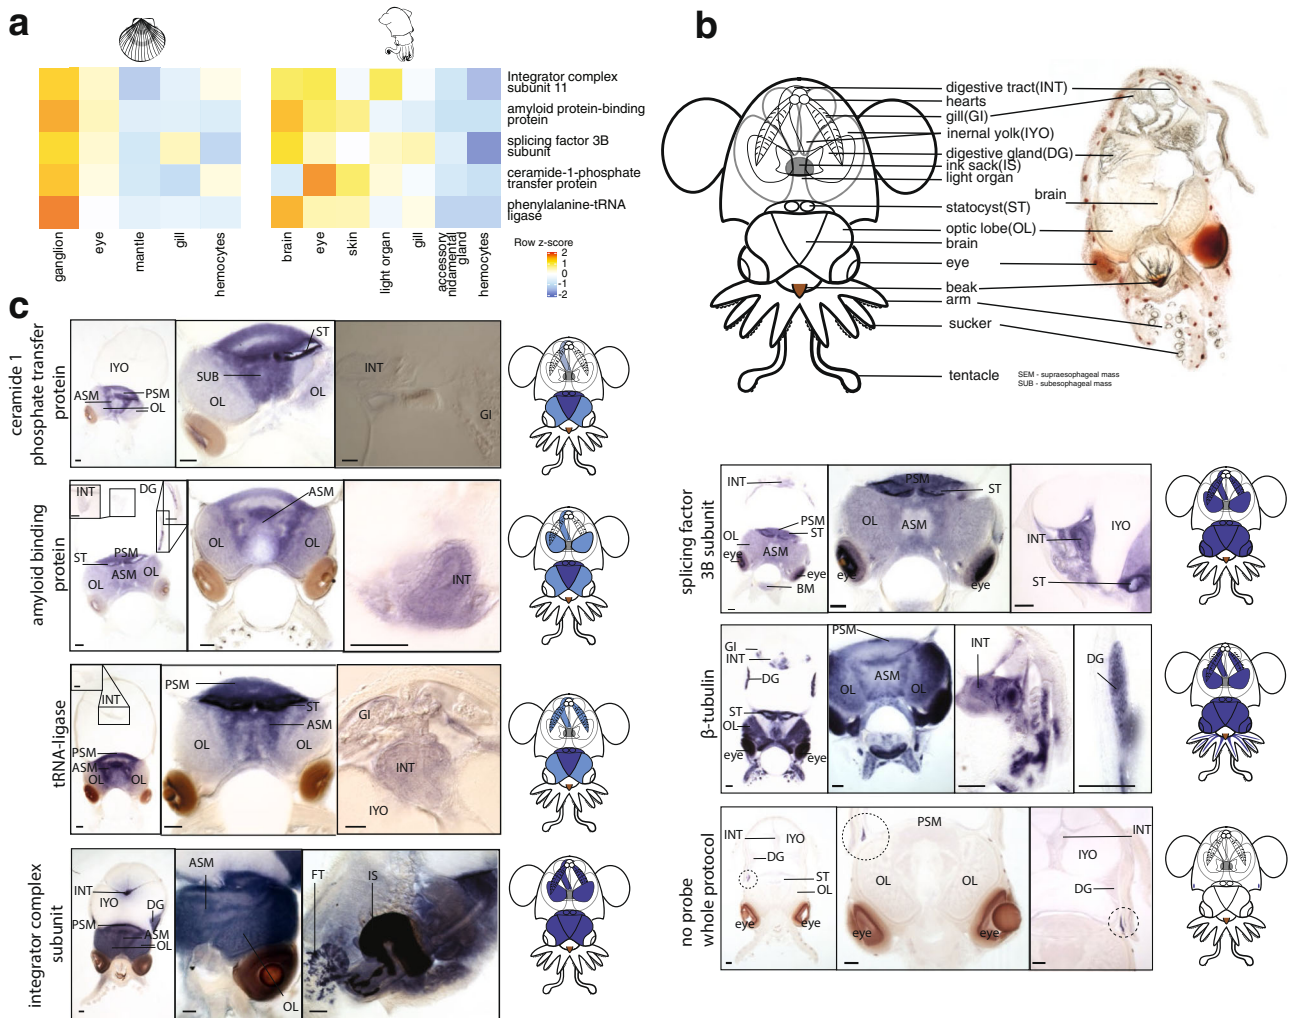 a
Integrator complex
subunit 11
amyloid protein-binding
protein
splicing factor 3B
subunit
ceramide-1-phosphate
transfer protein
phenylalanine-tRNA
ligase
ganglion
eye
mantle
gill
hemocytes
brain
eye
skin
light organ
gill
accessory
nidamental
gland
hemocytes
Row z-score
2
1
0
-1
-2
b
digestive tract(INT)
hearts
gill(GI)
inernal yolk(IYO)
digestive gland(DG)
ink sack(IS)
light organ
brain
statocyst(ST)
optic lobe(OL)
brain
eye
beak
arm
sucker
tentacle
SEM - supraesophageal mass
SUB - subesophageal mass
c
ceramide 1
phosphate transfer
protein
IYO
ASM
PSM
OL
ST
SUB
OL
OL
INT
GI
amyloid binding
protein
INT
DG
ST
PSM
ASM
OL
OL
ASM
OL
OL
INT
tRNA-ligase
INT
PSM
ASM
OL
OL
PSM
ST
ASM
OL
OL
GI
INT
IYO
integrator complex
subunit
INT
IYO
DG
PSM
ASM
OL
ASM
OL
FT
IS
splicing factor
3B subunit
INT
OL
PSM
ST
eye
ASM
eye
BM
PSM
ST
OL
ASM
eye
eye
INT
IYO
ST
β-tubulin
GI
INT
DG
ST
OL
eye
eye
PSM
ASM
OL
OL
INT
DG
no probe
whole protocol
INT
IYO
DG
ST
OL
eye
eye
PSM
OL
OL
eye
eye
INT
IYO
DG